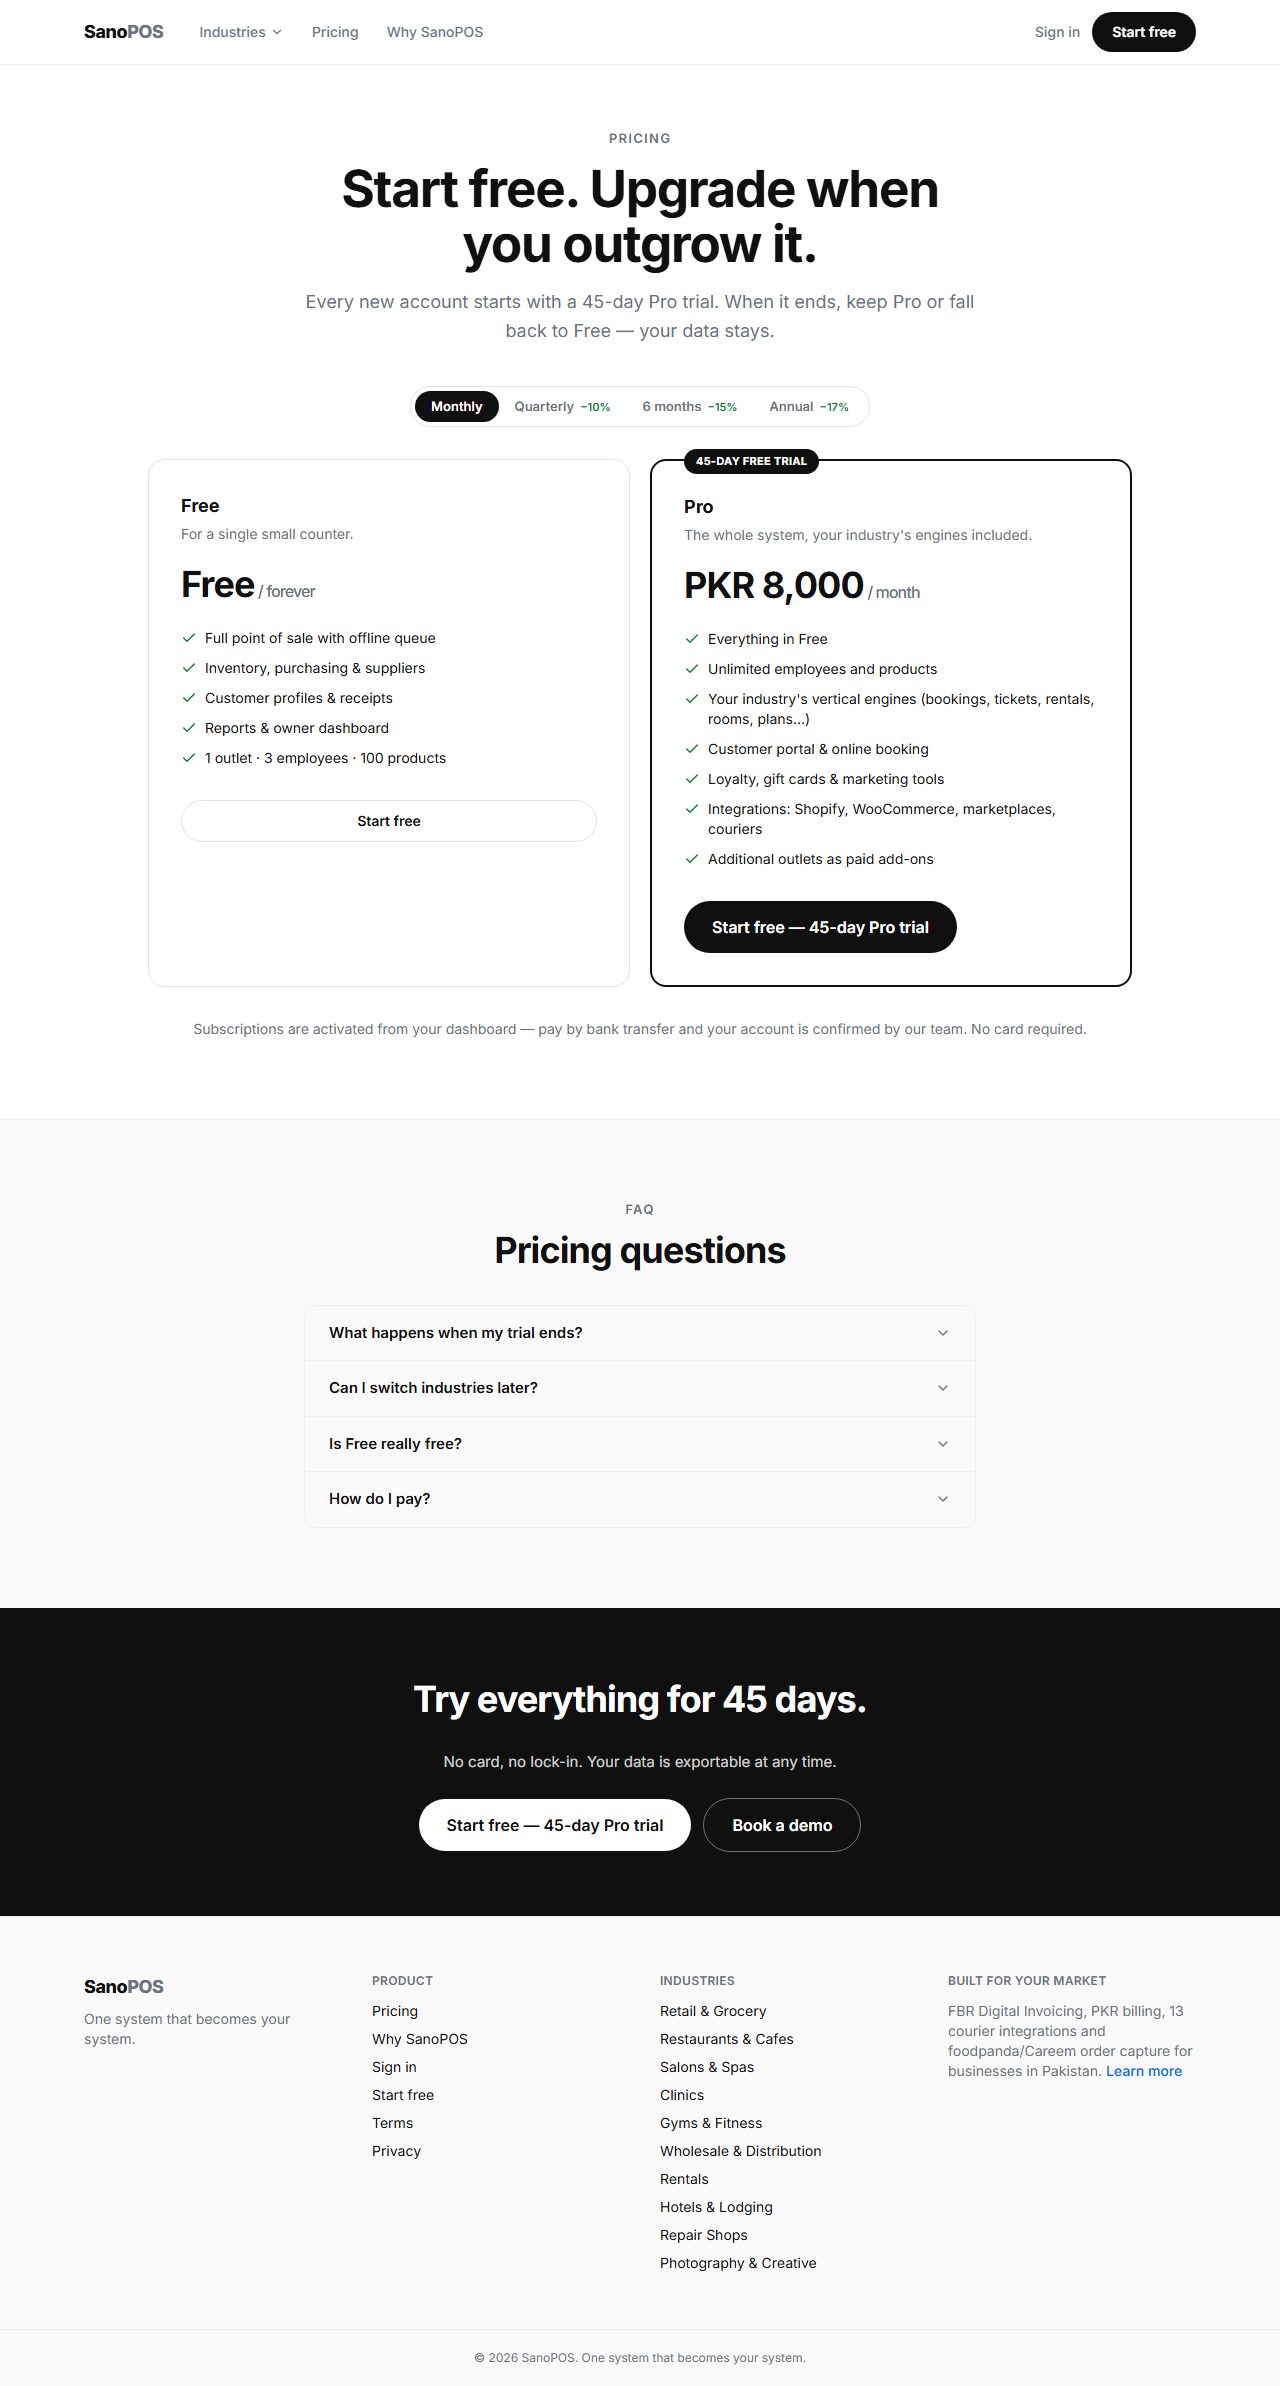 SanoPOS
Industries
Pricing
Why SanoPOS
Sign in
Start free
PRICING
Start free. Upgrade when
you outgrow it.
Every new account starts with a 45-day Pro trial. When it ends, keep Pro or fall
back to Free — your data stays.
Monthly
Quarterly −10%
6 months −15%
Annual −17%
Free
For a single small counter.
Free / forever
Full point of sale with offline queue
Inventory, purchasing & suppliers
Customer profiles & receipts
Reports & owner dashboard
1 outlet · 3 employees · 100 products
Start free
45-DAY FREE TRIAL
Pro
The whole system, your industry's engines included.
PKR 8,000 / month
Everything in Free
Unlimited employees and products
Your industry's vertical engines (bookings, tickets, rentals,
rooms, plans…)
Customer portal & online booking
Loyalty, gift cards & marketing tools
Integrations: Shopify, WooCommerce, marketplaces,
couriers
Additional outlets as paid add-ons
Start free — 45-day Pro trial
Subscriptions are activated from your dashboard — pay by bank transfer and your account is confirmed by our team. No card required.
FAQ
Pricing questions
What happens when my trial ends?
Can I switch industries later?
Is Free really free?
How do I pay?
Try everything for 45 days.
No card, no lock-in. Your data is exportable at any time.
Start free — 45-day Pro trial
Book a demo
SanoPOS
One system that becomes your
system.
PRODUCT
Pricing
Why SanoPOS
Sign in
Start free
Terms
Privacy
INDUSTRIES
Retail & Grocery
Restaurants & Cafes
Salons & Spas
Clinics
Gyms & Fitness
Wholesale & Distribution
Rentals
Hotels & Lodging
Repair Shops
Photography & Creative
BUILT FOR YOUR MARKET
FBR Digital Invoicing, PKR billing, 13
courier integrations and
foodpanda/Careem order capture for
businesses in Pakistan. Learn more
© 2026 SanoPOS. One system that becomes your system.